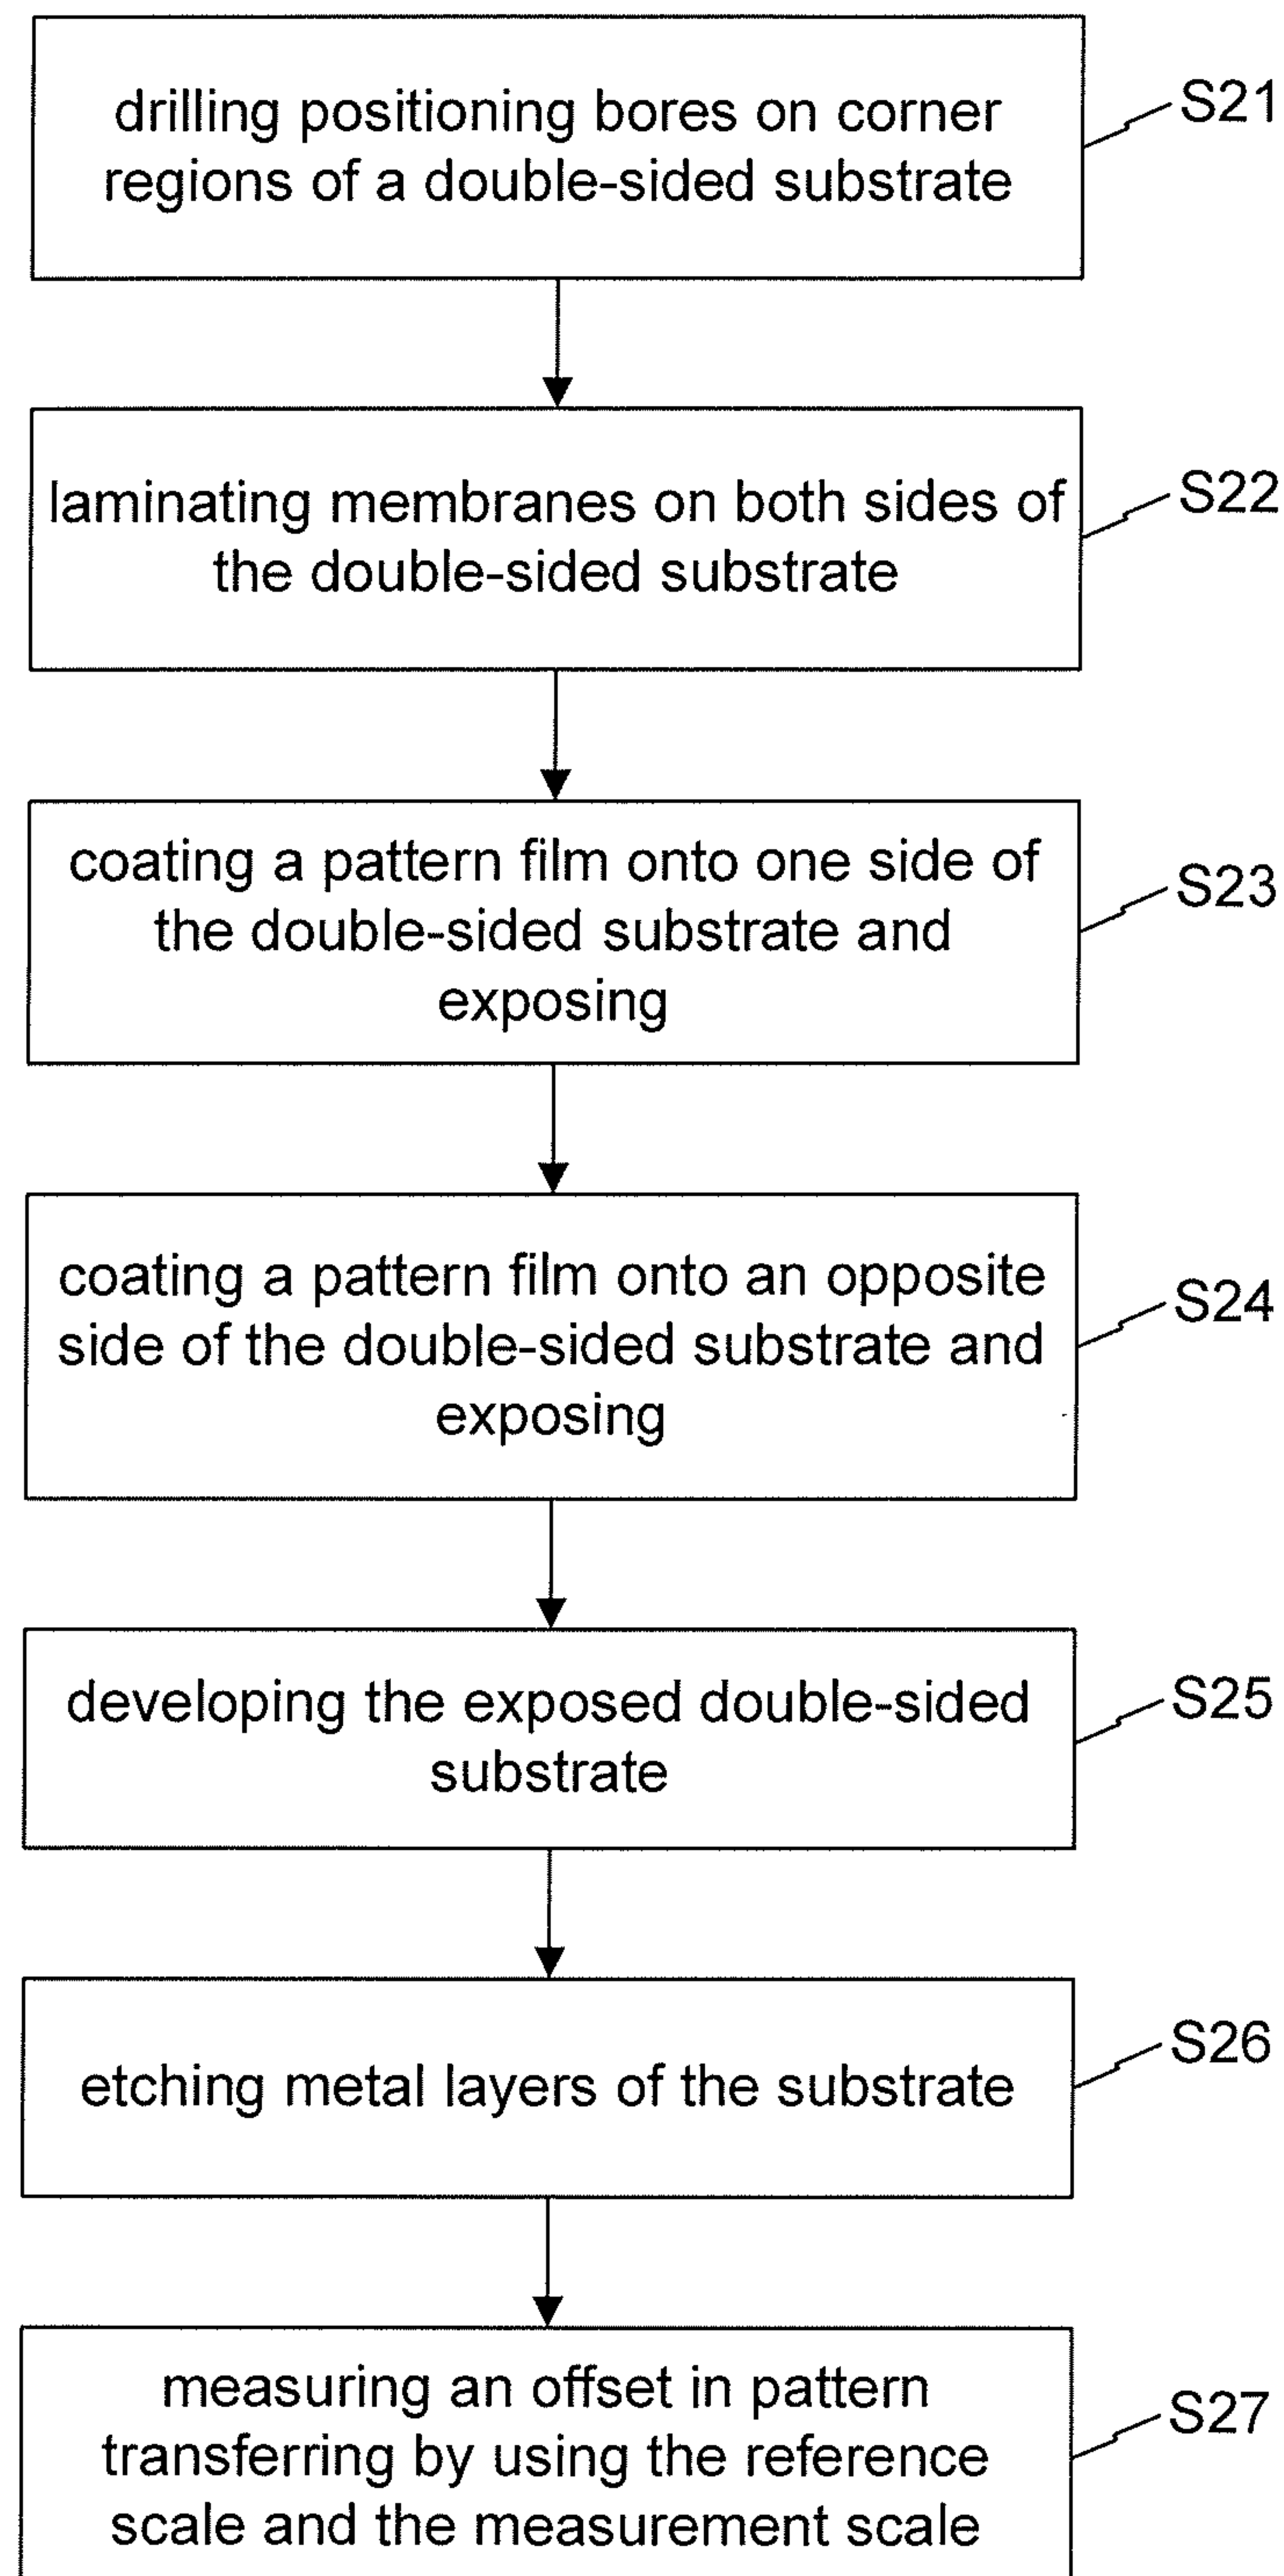 drilling positioning bores on corner
regions of a double-sided substrate
S21
laminating membranes on both sides of
the double-sided substrate
S22
coating a pattern film onto one side of
the double-sided substrate and
exposing
S23
coating a pattern film onto an opposite
side of the double-sided substrate and
exposing
S24
developing the exposed double-sided
substrate
S25
etching metal layers of the substrate
S26
measuring an offset in pattern
transferring by using the reference
scale and the measurement scale
S27